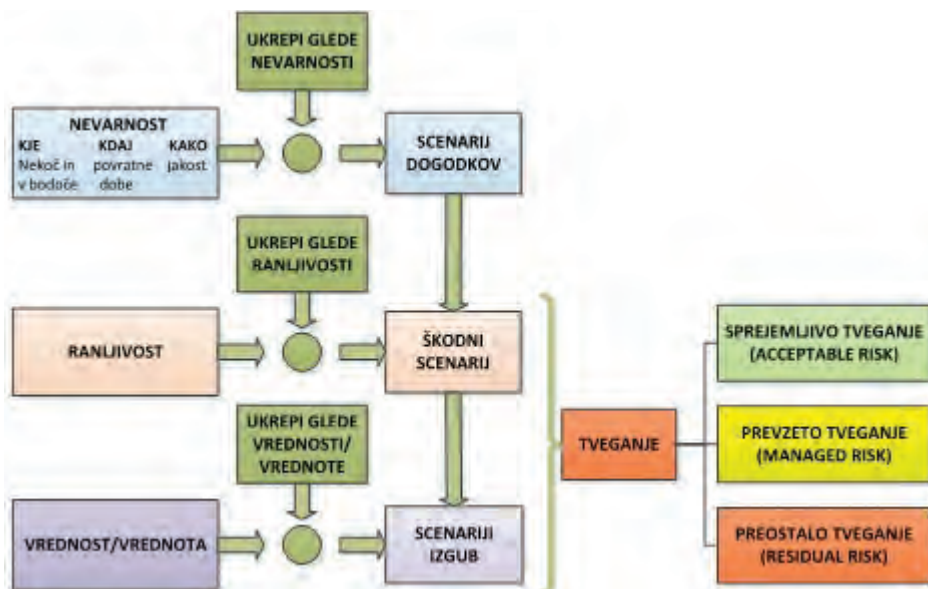 UKREPI GLEDE
NEVARNOSTI
NEVARNOST
KJE KDAJ KAKO
Nekoč in povratne jakost
v bodoče dobe
SCENARIJ
DOGODKOV
UKREPI GLEDE
RANLJIVOSTI
RANLJIVOST
ŠKODNI
SCENARIJ
UKREPI GLEDE
VREDNOSTI/
VREDNOTE
VREDNOST/VREDNOTA
SCENARIJI
IZGUB
TVEGANJE
SPREJEMLJIVO TVEGANJE
(ACCEPTABLE RISK)
PREVZETO TVEGANJE
(MANAGED RISK)
PREOSTALO TVEGANJE
(RESIDUAL RISK)